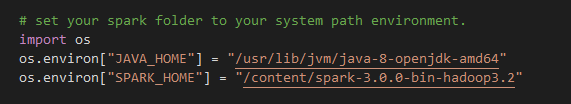 # set your spark folder to your system path environment.
import os
os.environ["JAVA_HOME"] = "/usr/lib/jvm/java-8-openjdk-amd64"
os.environ["SPARK_HOME"] = "/content/spark-3.0.0-bin-hadoop3.2"